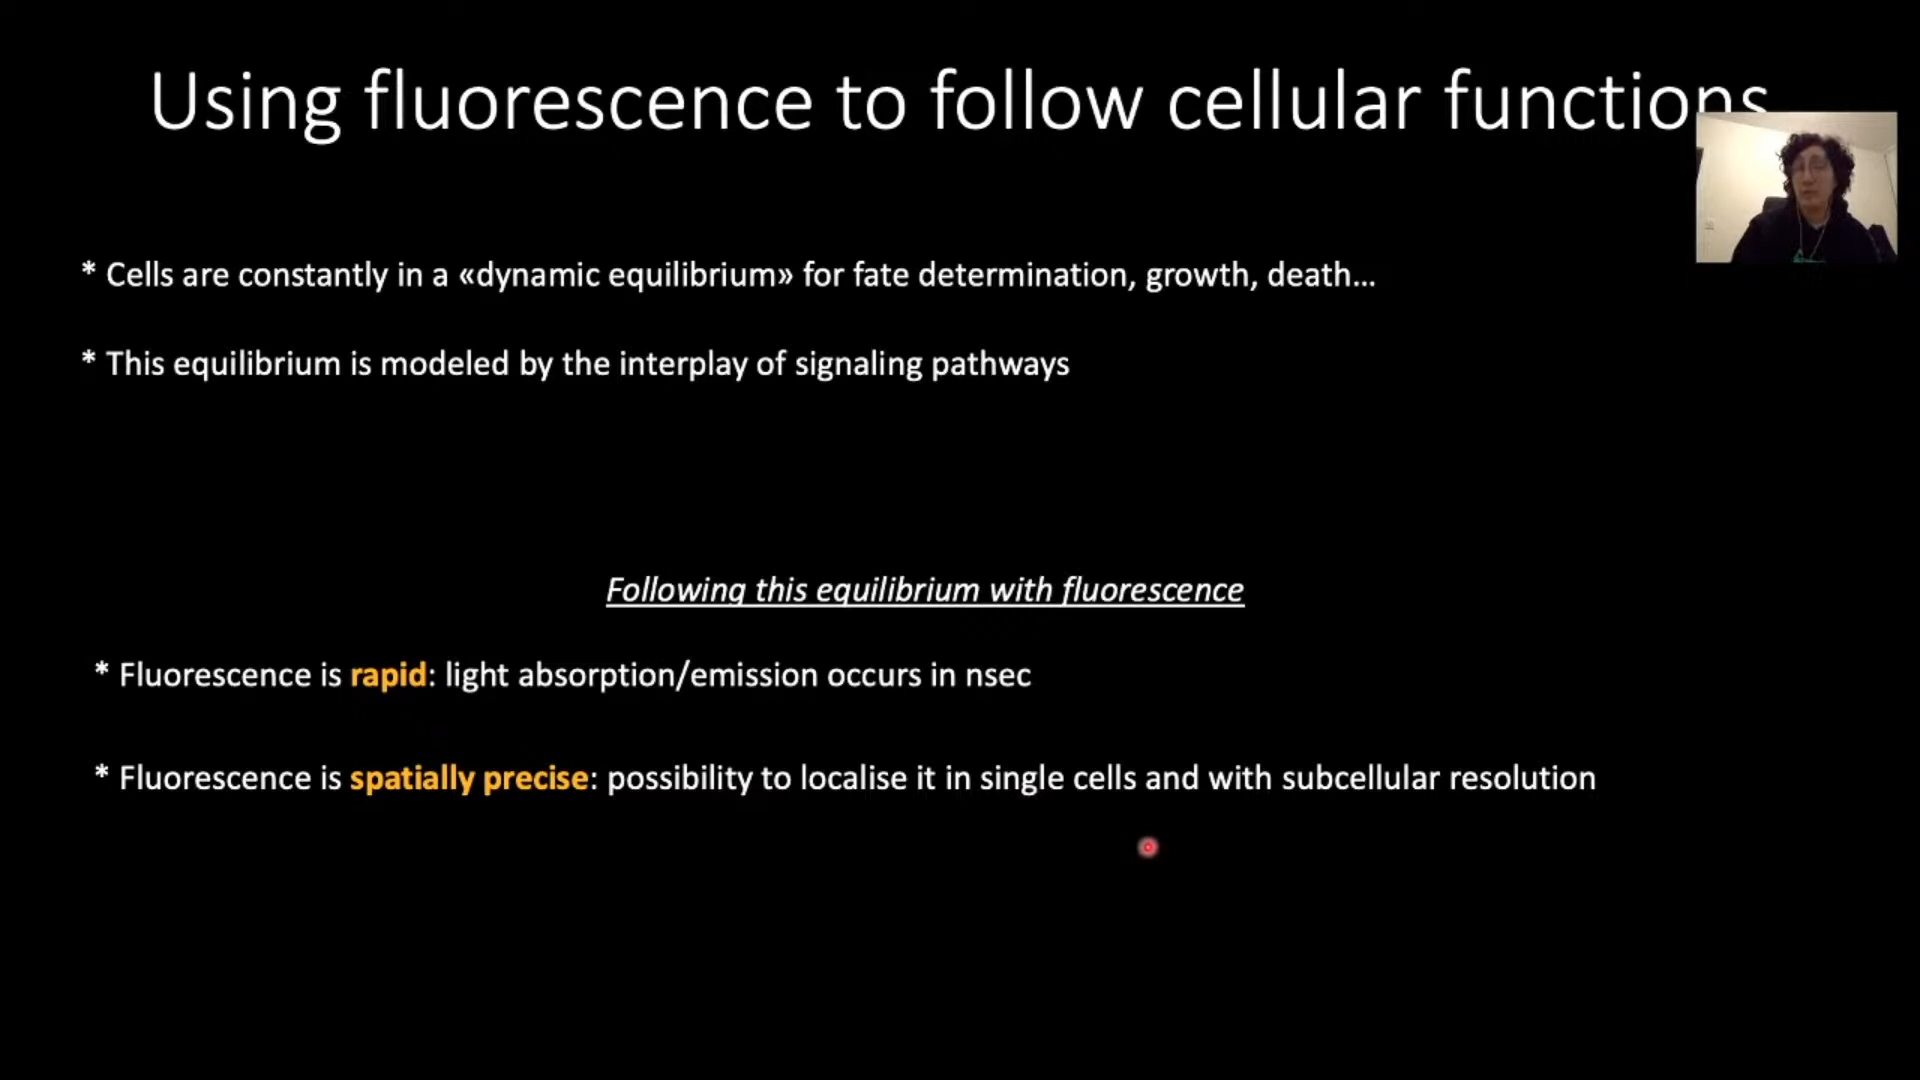 Using fluorescence to follow cellular functions
* Cells are constantly in a «dynamic equilibrium» for fate determination, growth, death...
* This equilibrium is modeled by the interplay of signaling pathways
Following this equilibrium with fluorescence
* Fluorescence is rapid: light absorption/emission occurs in nsec
* Fluorescence is spatially precise: possibility to localise it in single cells and with subcellular resolution